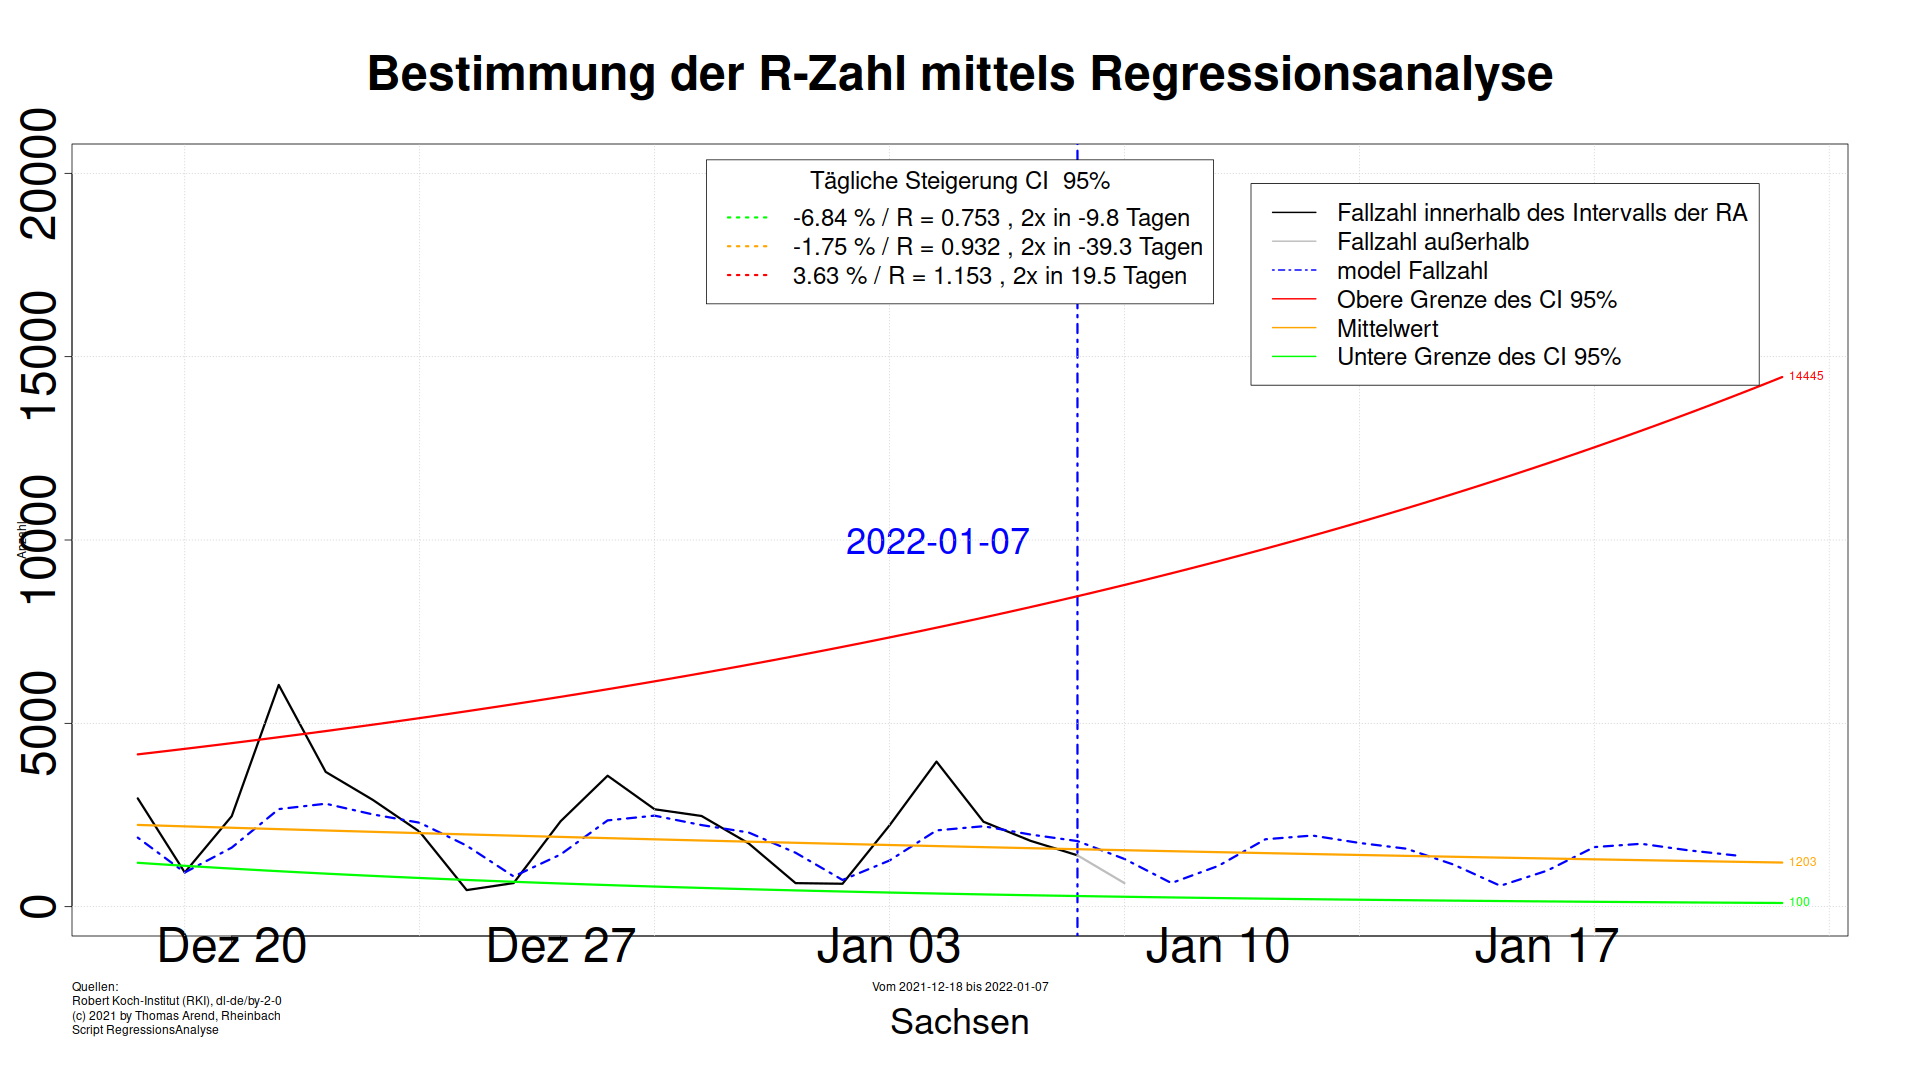 Bestimmung der R-Zahl mittels Regressionsanalyse
Anzahl
20000
15000
10000
5000
0
Tägliche Steigerung CI 95%
-6.84 % / R = 0.753 , 2x in -9.8 Tagen
-1.75 % / R = 0.932 , 2x in -39.3 Tagen
3.63 % / R = 1.153 , 2x in 19.5 Tagen
Fallzahl innerhalb des Intervalls der RA
Fallzahl außerhalb
model Fallzahl
Obere Grenze des CI 95%
Mittelwert
Untere Grenze des CI 95%
14445
2022-01-07
1203
100
Dez 20 Dez 27 Jan 03 Jan 10 Jan 17
Quellen:
Robert Koch-Institut (RKI), dl-de/by-2-0
(c) 2021 by Thomas Arend, Rheinbach
Script RegressionsAnalyse
Vom 2021-12-18 bis 2022-01-07
Sachsen